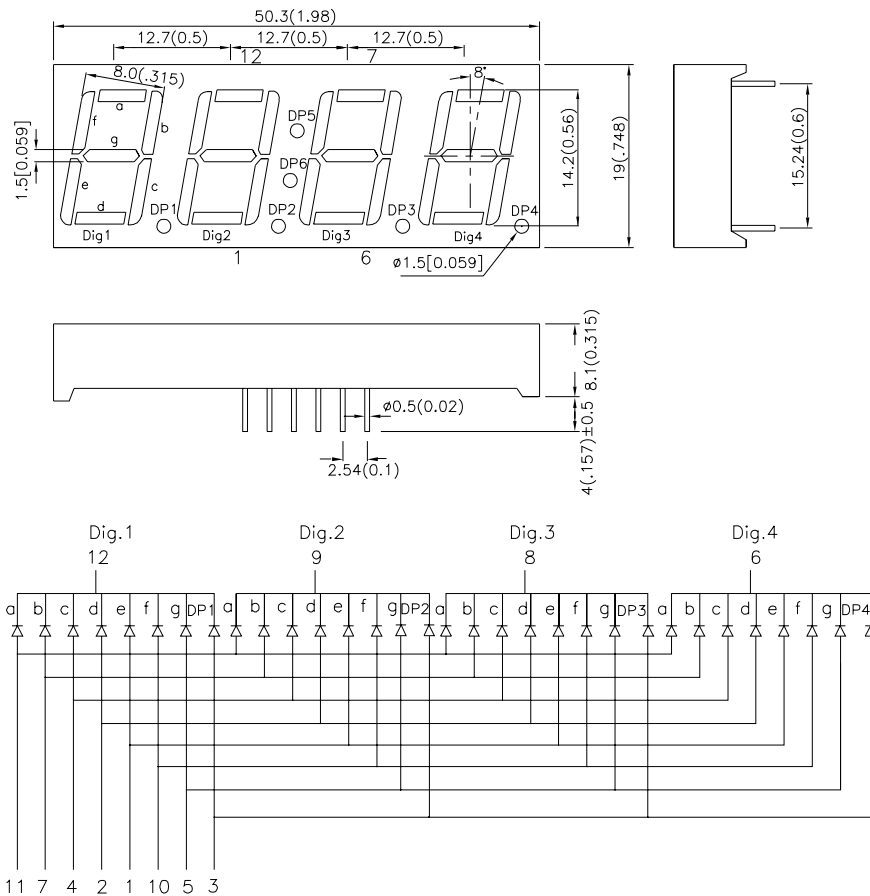 50.3(1.98)
12.7(0.5) 12.7(0.5) 12.7(0.5)
12 7
8.0(.315) 8°
a
f b DP5
g
1.5[0.059] DP6
e c
d DP1 DP2 DP3 DP4
Dig1 Dig2 Dig3 Dig4
1 6 ø1.5[0.059]
14.2(0.56)
19(.748)
15.24(0.6)
8.1(0.315)
ø0.5(0.02)
2.54(0.1)
4(.157)±0.5
Dig.1 Dig.2 Dig.3 Dig.4
12 9 8 6
a b c d e f g DP1 a b c d e f g DP2 a b c d e f g DP3 a b c d e f g DP4
11 7 4 2 1 10 5 3